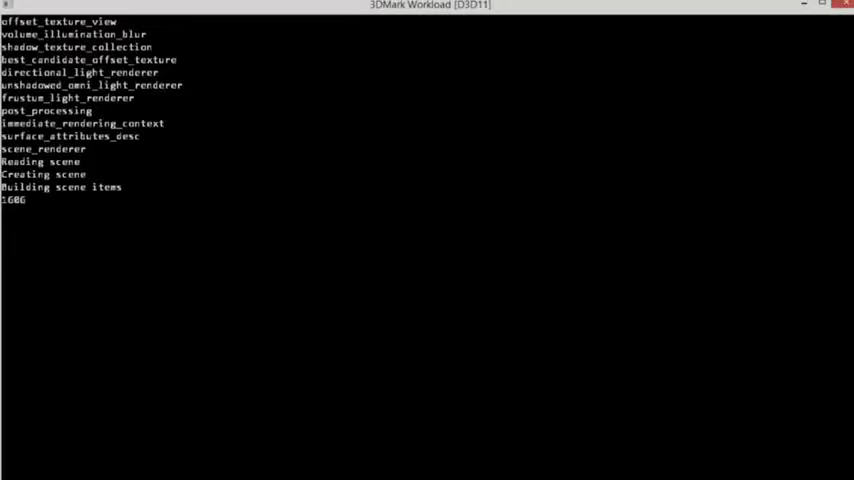 3DMark Workload [D3D11]
offset_texture_view
volume_illumination_blur
shadow_texture_collection
best_candidate_offset_texture
directional_light_renderer
unshadowed_omni_light_renderer
frustum_light_renderer
post_processing
immediate_rendering_context
surface_attributes_desc
scene_renderer
Reading scene
Creating scene
Building scene items
1606